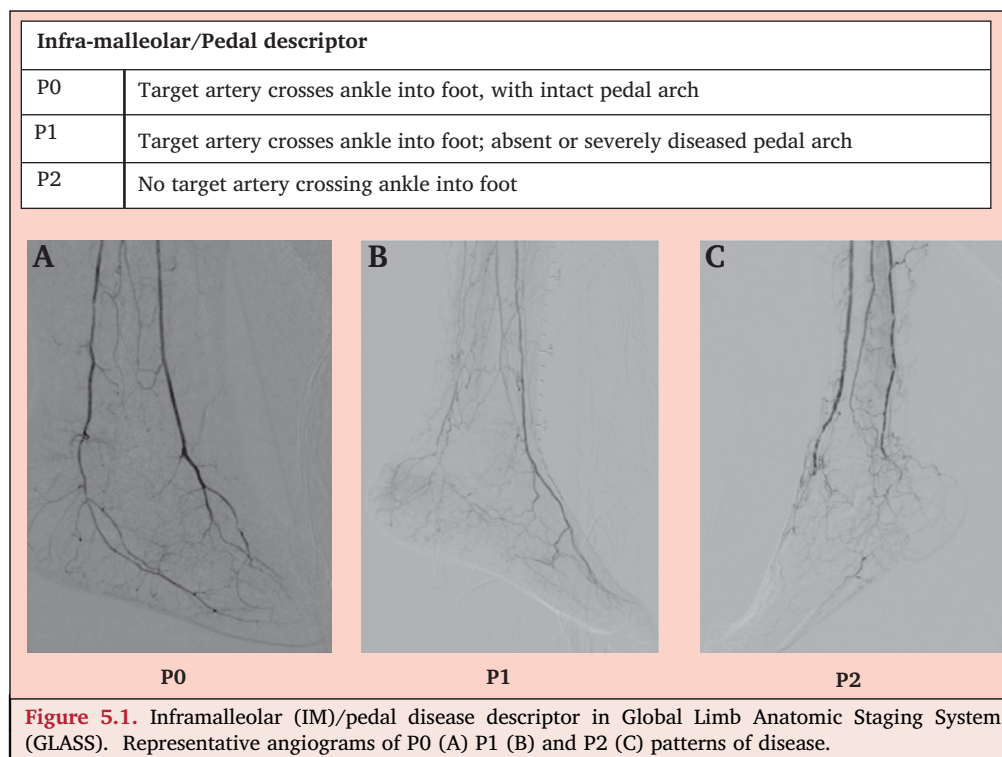 Infra-malleolar/Pedal descriptor
P0 Target artery crosses ankle into foot, with intact pedal arch
P1 Target artery crosses ankle into foot; absent or severely diseased pedal arch
P2 No target artery crossing ankle into foot
A B C
P0 P1 P2
Figure 5.1. Inframalleolar (IM)/pedal disease descriptor in Global Limb Anatomic Staging System
(GLASS). Representative angiograms of P0 (A) P1 (B) and P2 (C) patterns of disease.